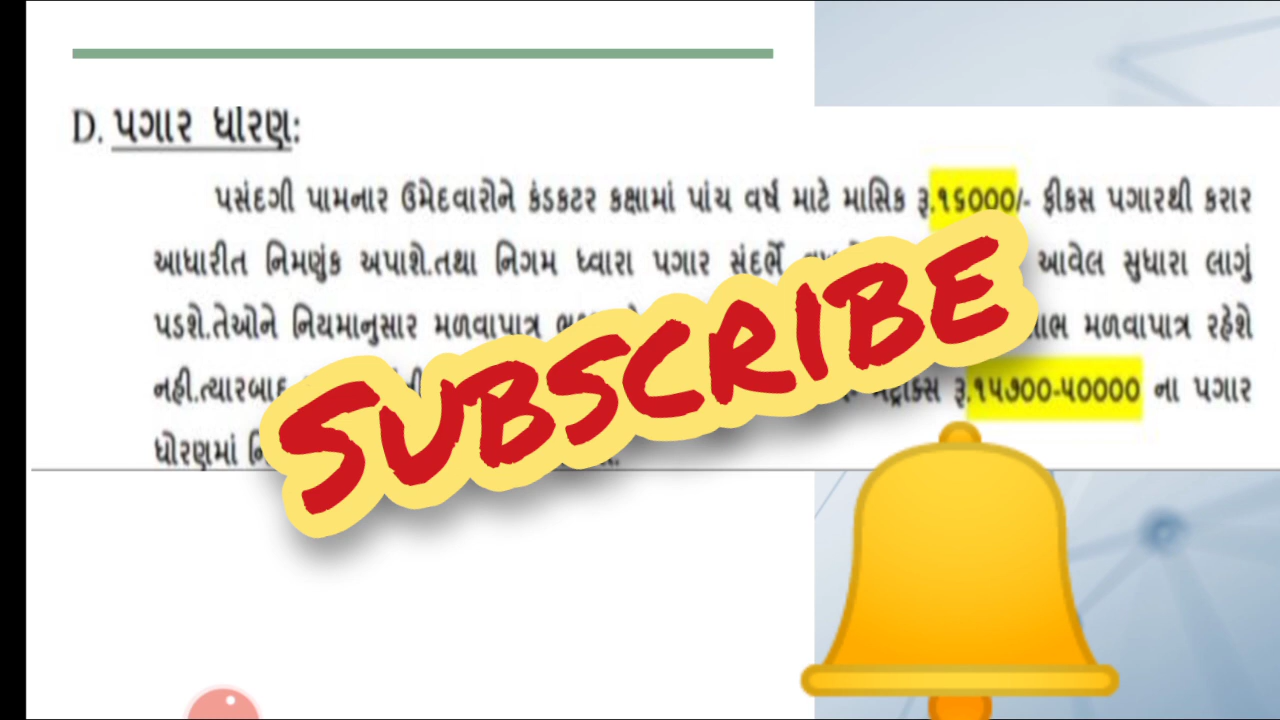 D. પગાર ધોરણ:
પસંદગી પામનાર ઉમેદવારોને કંડકટર કક્ષામાં પાંચ વર્ષ માટે માસિક રૂ.૧૬૦૦૦/- ફીકસ પગારથી કરાર
આધારીત નિમણુંક અપાશે.તથા નિગમ ધ્વારા પગાર સંદર્ભે આવેલ સુધારા લાગું
પડશે.તેઓને નિયમાનુસાર મળવાપાત્ર મળવાપાત્ર રહેશે
નહી.ત્યારબાદ રૂ.૧૫૭૦૦-૫૦૦૦૦ ના પગાર
ધોરણમાં
SUBSCRIBE